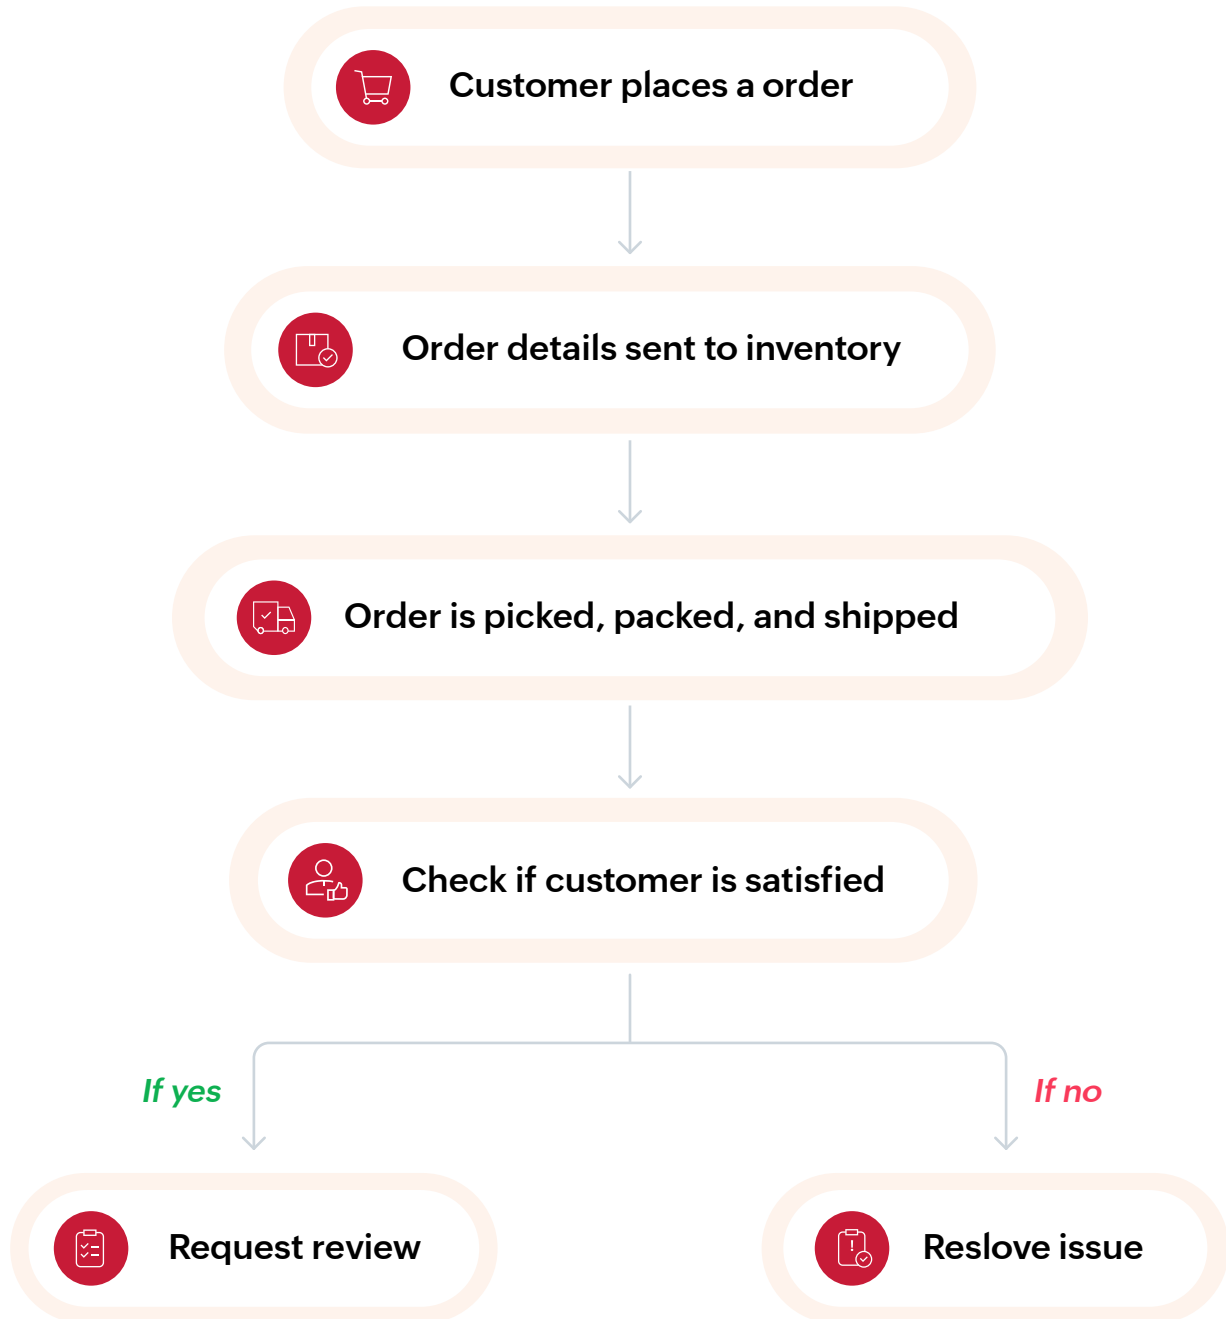 Customer places a order
Order details sent to inventory
Order is picked, packed, and shipped
Check if customer is satisfied
If yes
If no
Request review
Reslove issue